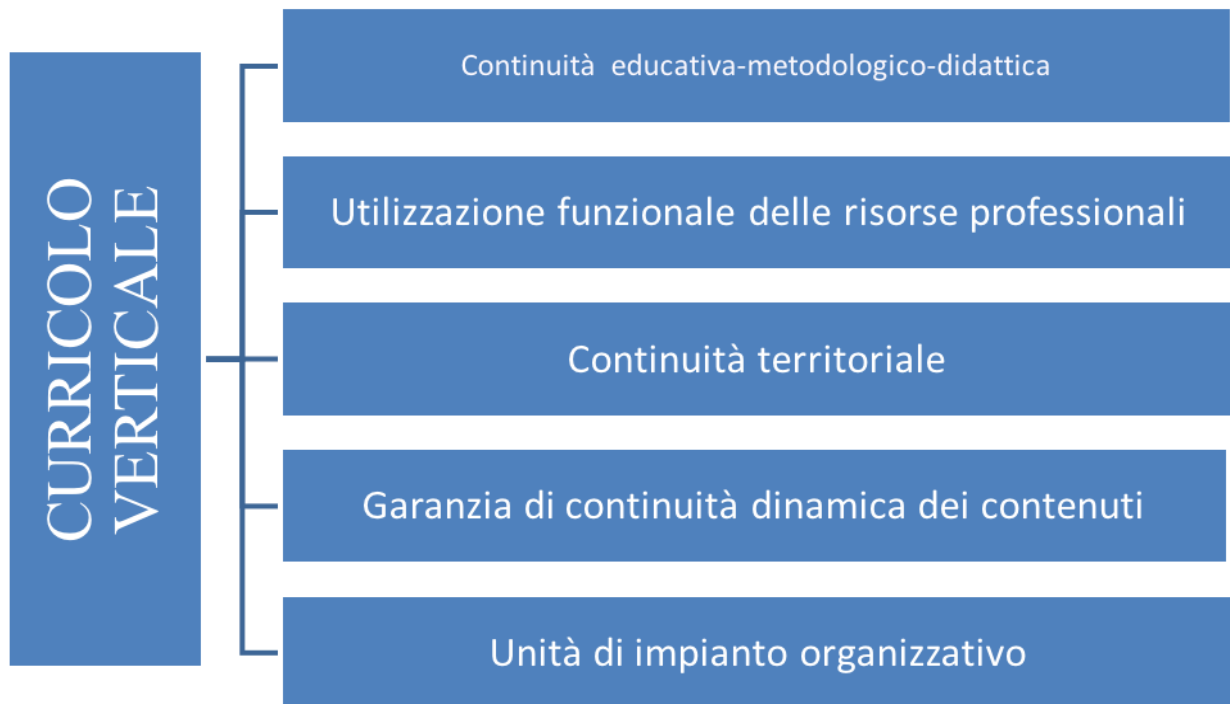 CURRICOLO
VERTICALE
Continuità educativa-metodologico-didattica
Utilizzazione funzionale delle risorse professionali
Continuità territoriale
Garanzia di continuità dinamica dei contenuti
Unità di impianto organizzativo